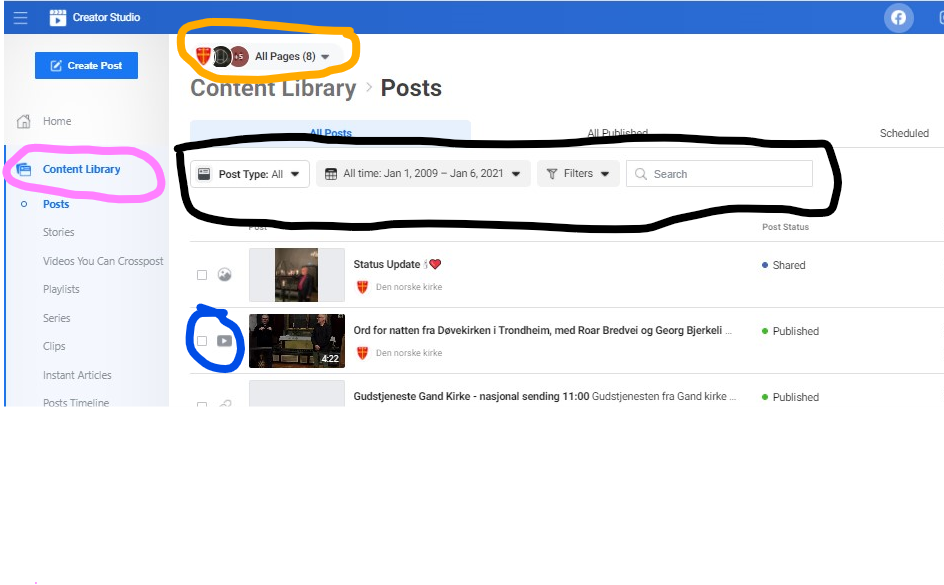 Creator Studio
+5 All Pages (8)
Create Post
Content Library > Posts
Home
All Posts
All Published
Scheduled
Content Library
Post Type: All
All time: Jan 1, 2009 – Jan 6, 2021
Filters
Search
Posts
Post
Post Status
Stories
Videos You Can Crosspost
Status Update
Shared
Playlists
Den norske kirke
Series
Ord for natten fra Døvekirken i Trondheim, med Roar Bredvei og Georg Bjerkeli ...
Published
Clips
4:22
Den norske kirke
Instant Articles
Gudstjeneste Gand Kirke - nasjonal sending 11:00 Gudstjenesten fra Gand kirke ...
Published
Posts Timeline